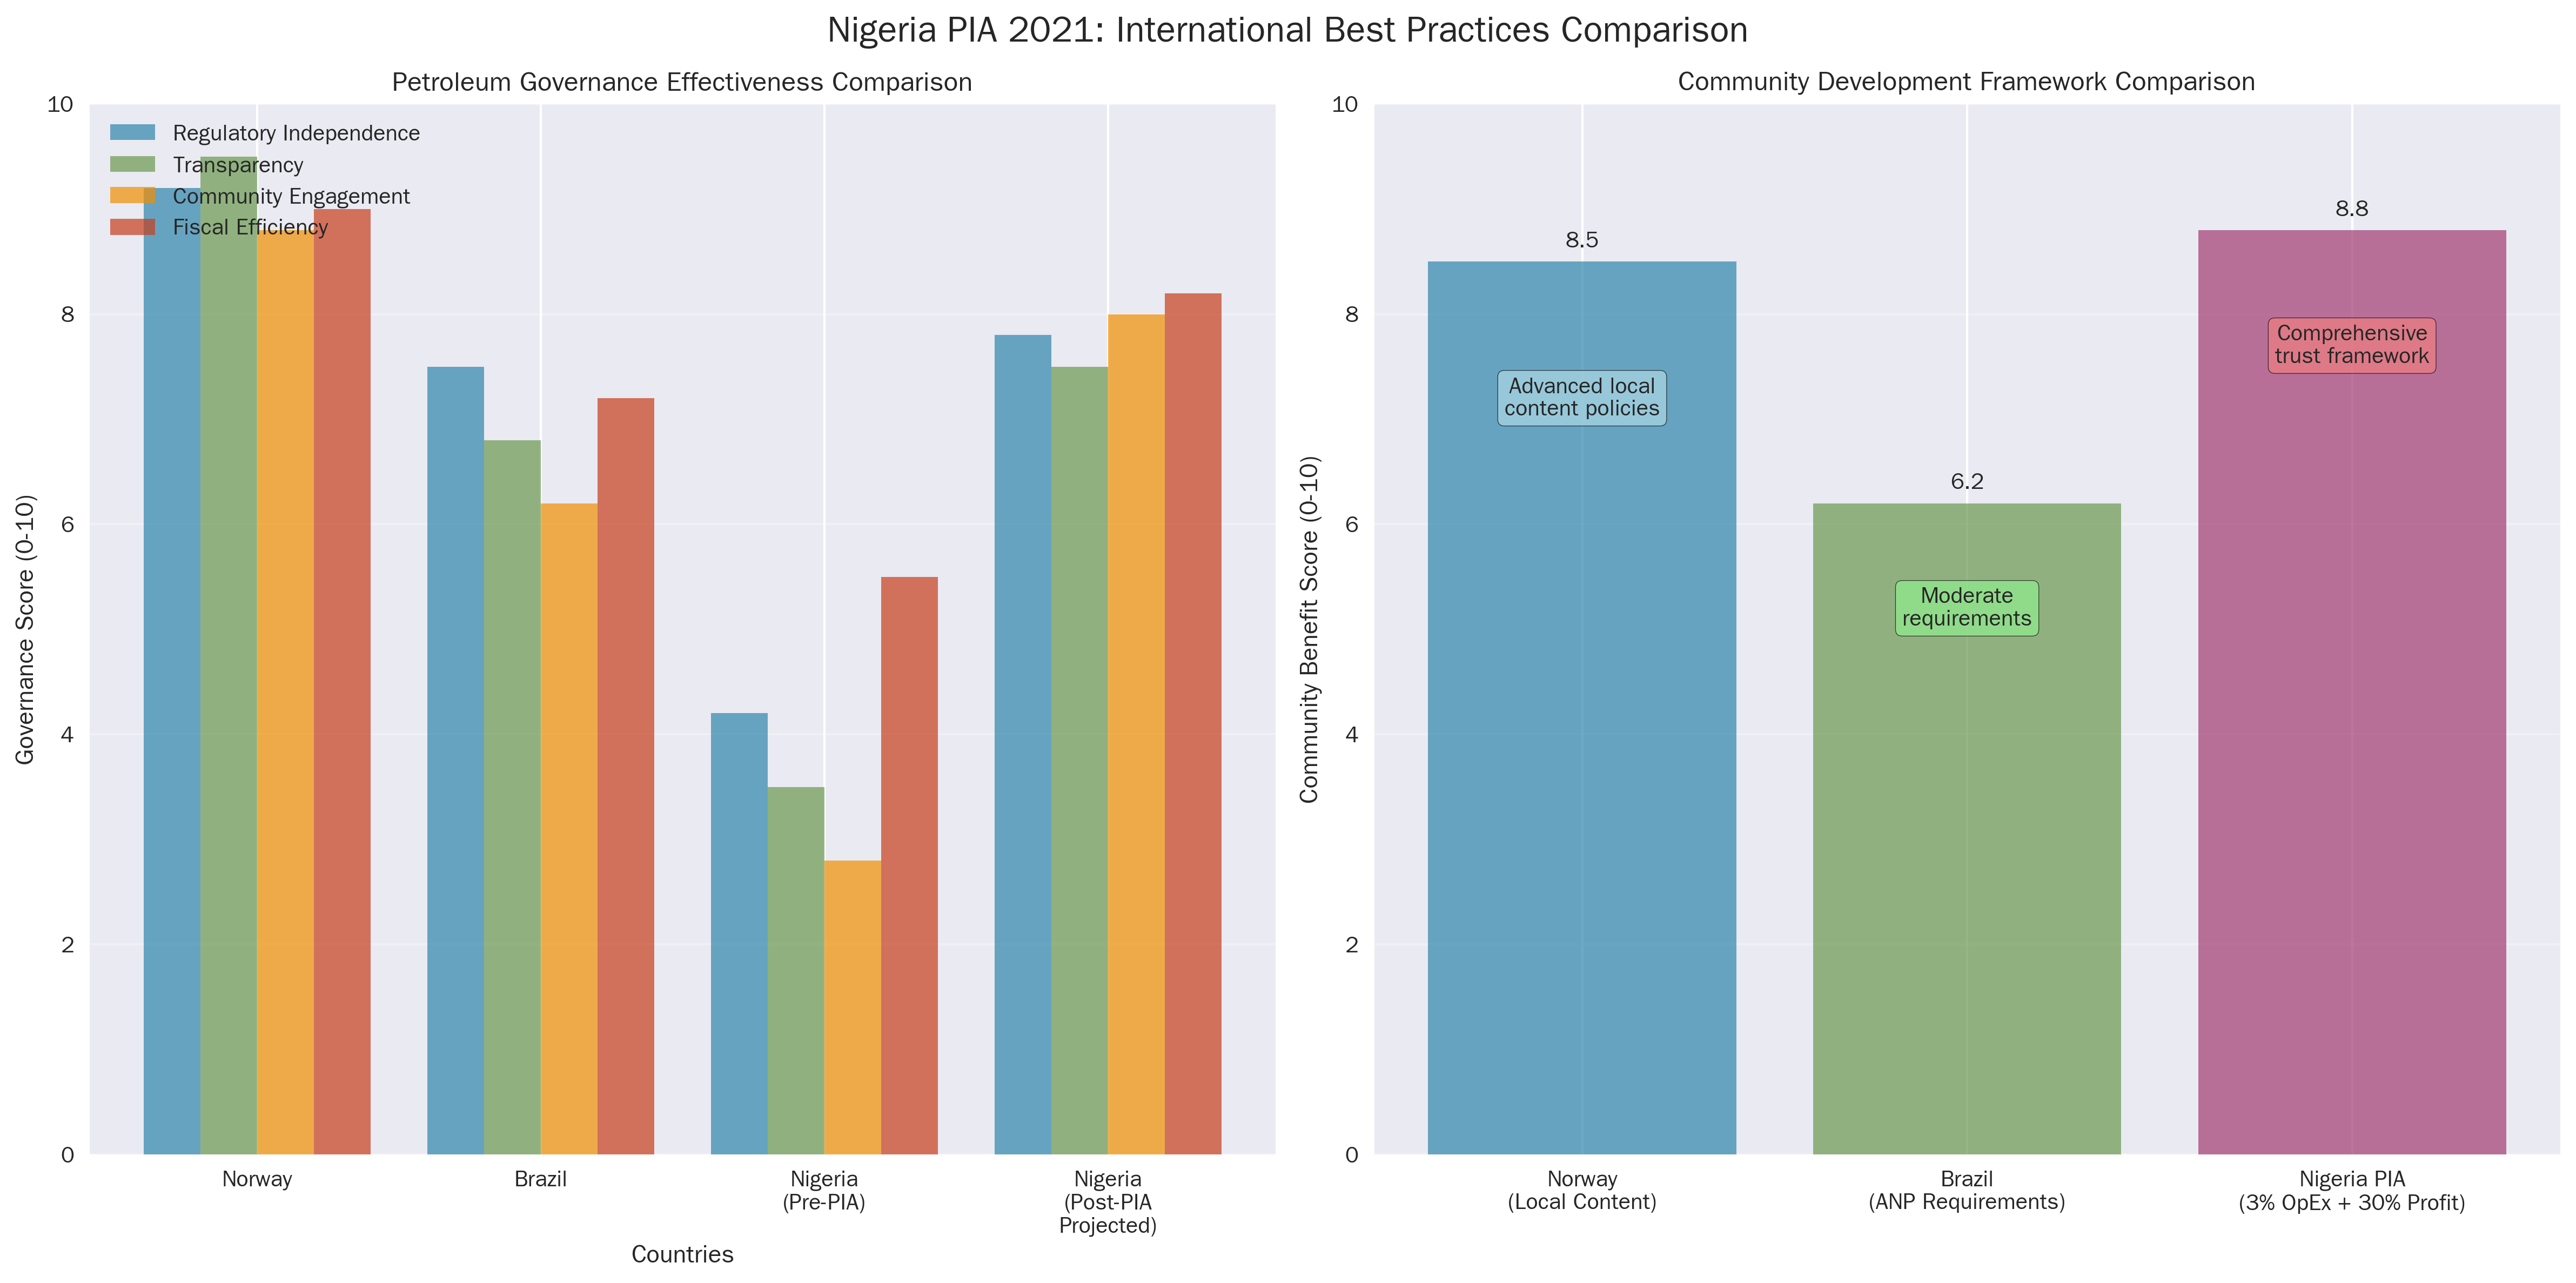 Nigeria PIA 2021: International Best Practices Comparison
Petroleum Governance Effectiveness Comparison
Governance Score (0-10)
10
8
6
4
2
0
Regulatory Independence
Transparency
Community Engagement
Fiscal Efficiency
Norway
Brazil
Nigeria
(Pre-PIA)
Nigeria
(Post-PIA
Projected)
Countries
Community Development Framework Comparison
Community Benefit Score (0-10)
10
8
6
4
2
0
8.5
Advanced local
content policies
6.2
Moderate
requirements
8.8
Comprehensive
trust framework
Norway
(Local Content)
Brazil
(ANP Requirements)
Nigeria PIA
(3% OpEx + 30% Profit)